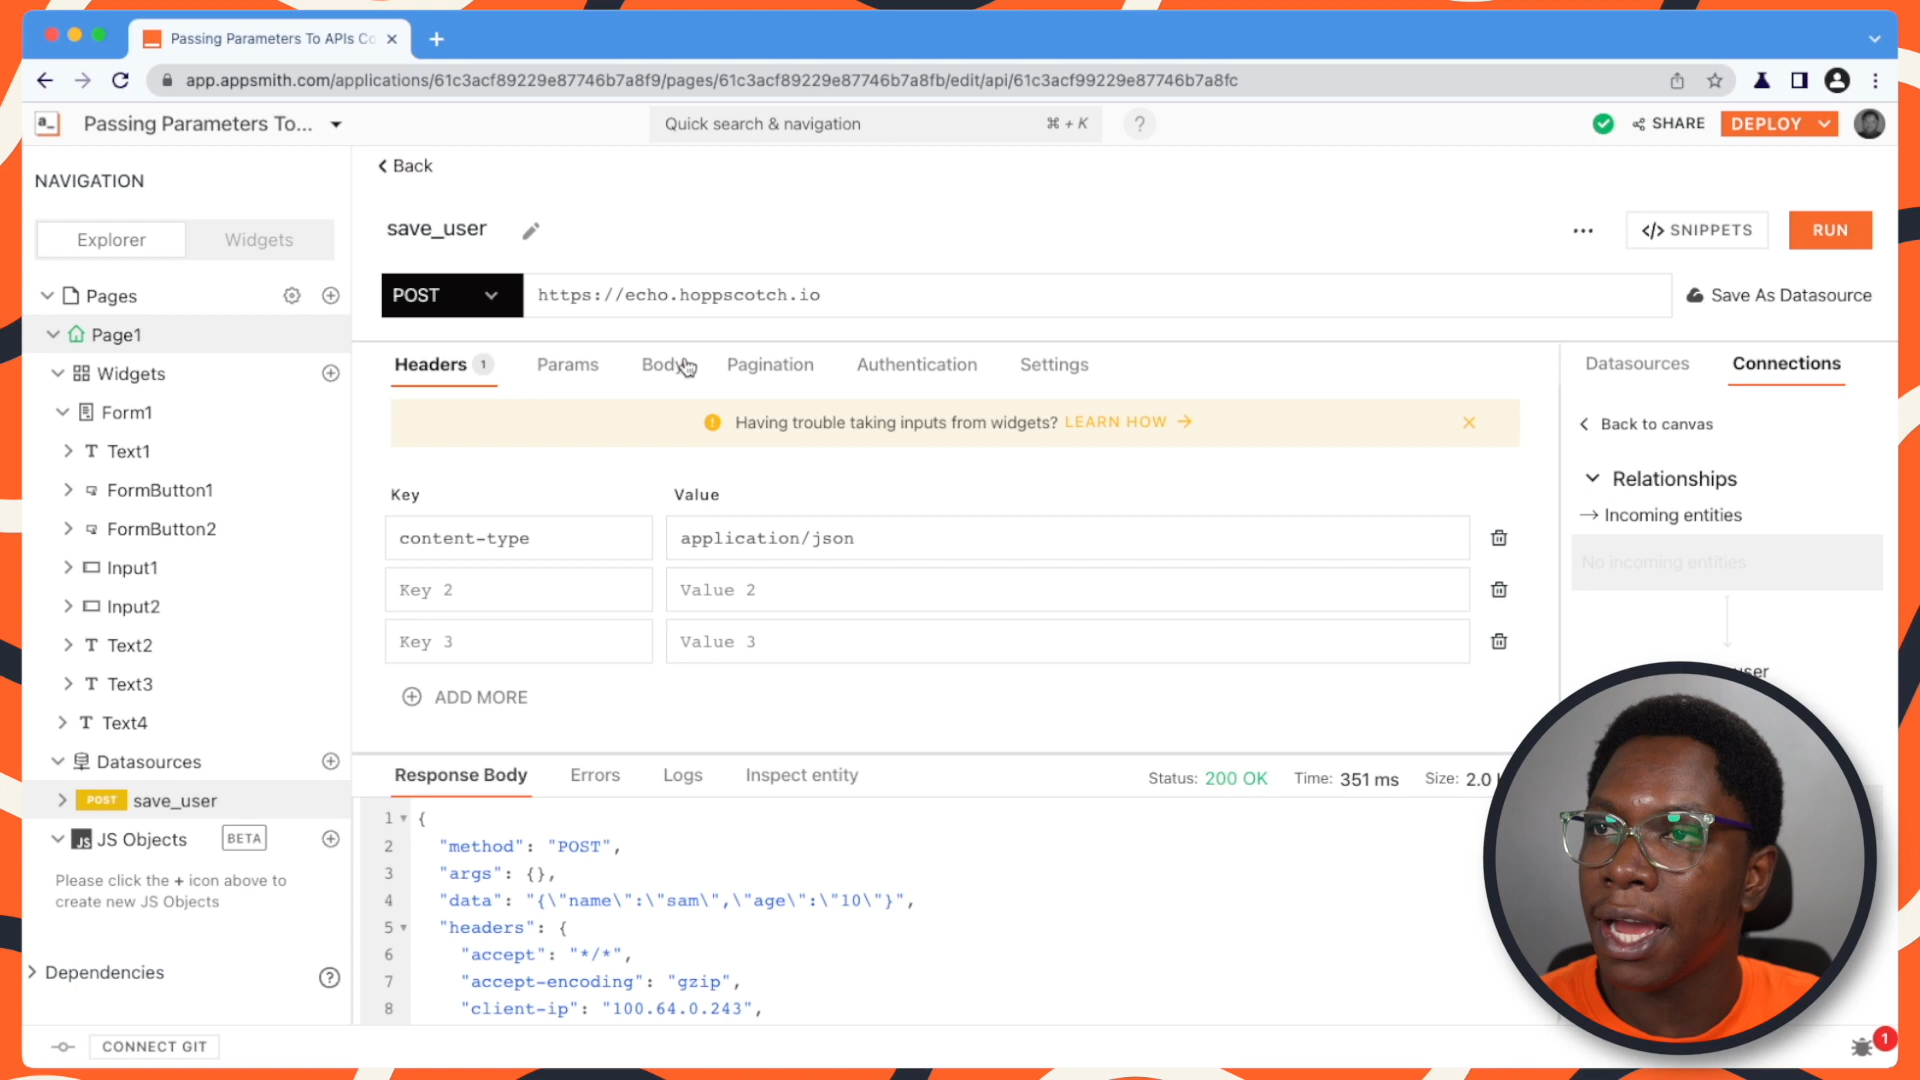 Passing Parameters To APIs Co
app.appsmith.com/applications/61c3acf89229e87746b7a8f9/pages/61c3acf89229e87746b7a8fb/edit/api/61c3acf99229e87746b7a8fc
a_
Passing Parameters To...
Quick search & navigation
⌘ + K
?
SHARE
DEPLOY
NAVIGATION
Explorer
Widgets
Pages
Page1
Widgets
Form1
Text1
FormButton1
FormButton2
Input1
Input2
Text2
Text3
Text4
Datasources
POST save_user
JS Objects BETA
Please click the + icon above to
create new JS Objects
Dependencies
?
CONNECT GIT
Back
save_user
... </> SNIPPETS
RUN
POST
https://echo.hoppscotch.io
Save As Datasource
Headers 1
Params
Body
Pagination
Authentication
Settings
Having trouble taking inputs from widgets? LEARN HOW
Key
Value
content-type
application/json
Key 2
Value 2
Key 3
Value 3
ADD MORE
Datasources
Connections
Back to canvas
Relationships
Incoming entities
No incoming entities
user
Response Body
Errors
Logs
Inspect entity
Status: 200 OK
Time: 351 ms
Size: 2.0
1 {
2 "method": "POST",
3 "args": {},
4 "data": "{\"name\":\"sam\",\"age\":\"10\"}",
5 "headers": {
6 "accept": "*/*",
7 "accept-encoding": "gzip",
8 "client-ip": "100.64.0.243",
1